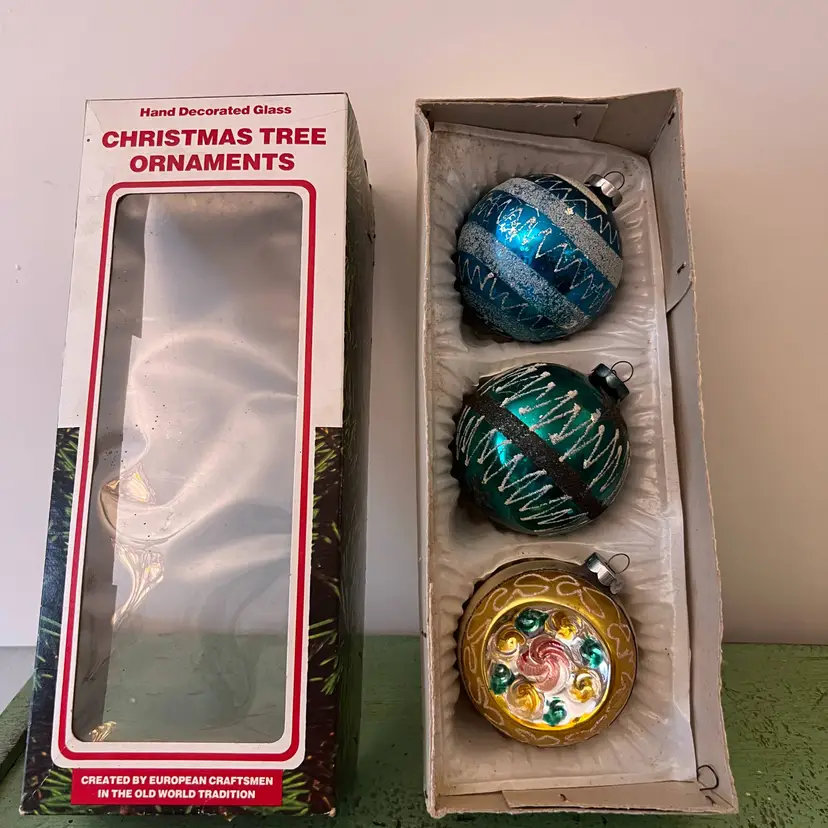 Hand Decorated Glass
CHRISTMAS TREE
ORNAMENTS
CREATED BY EUROPEAN CRAFTSMEN
IN THE OLD WORLD TRADITION